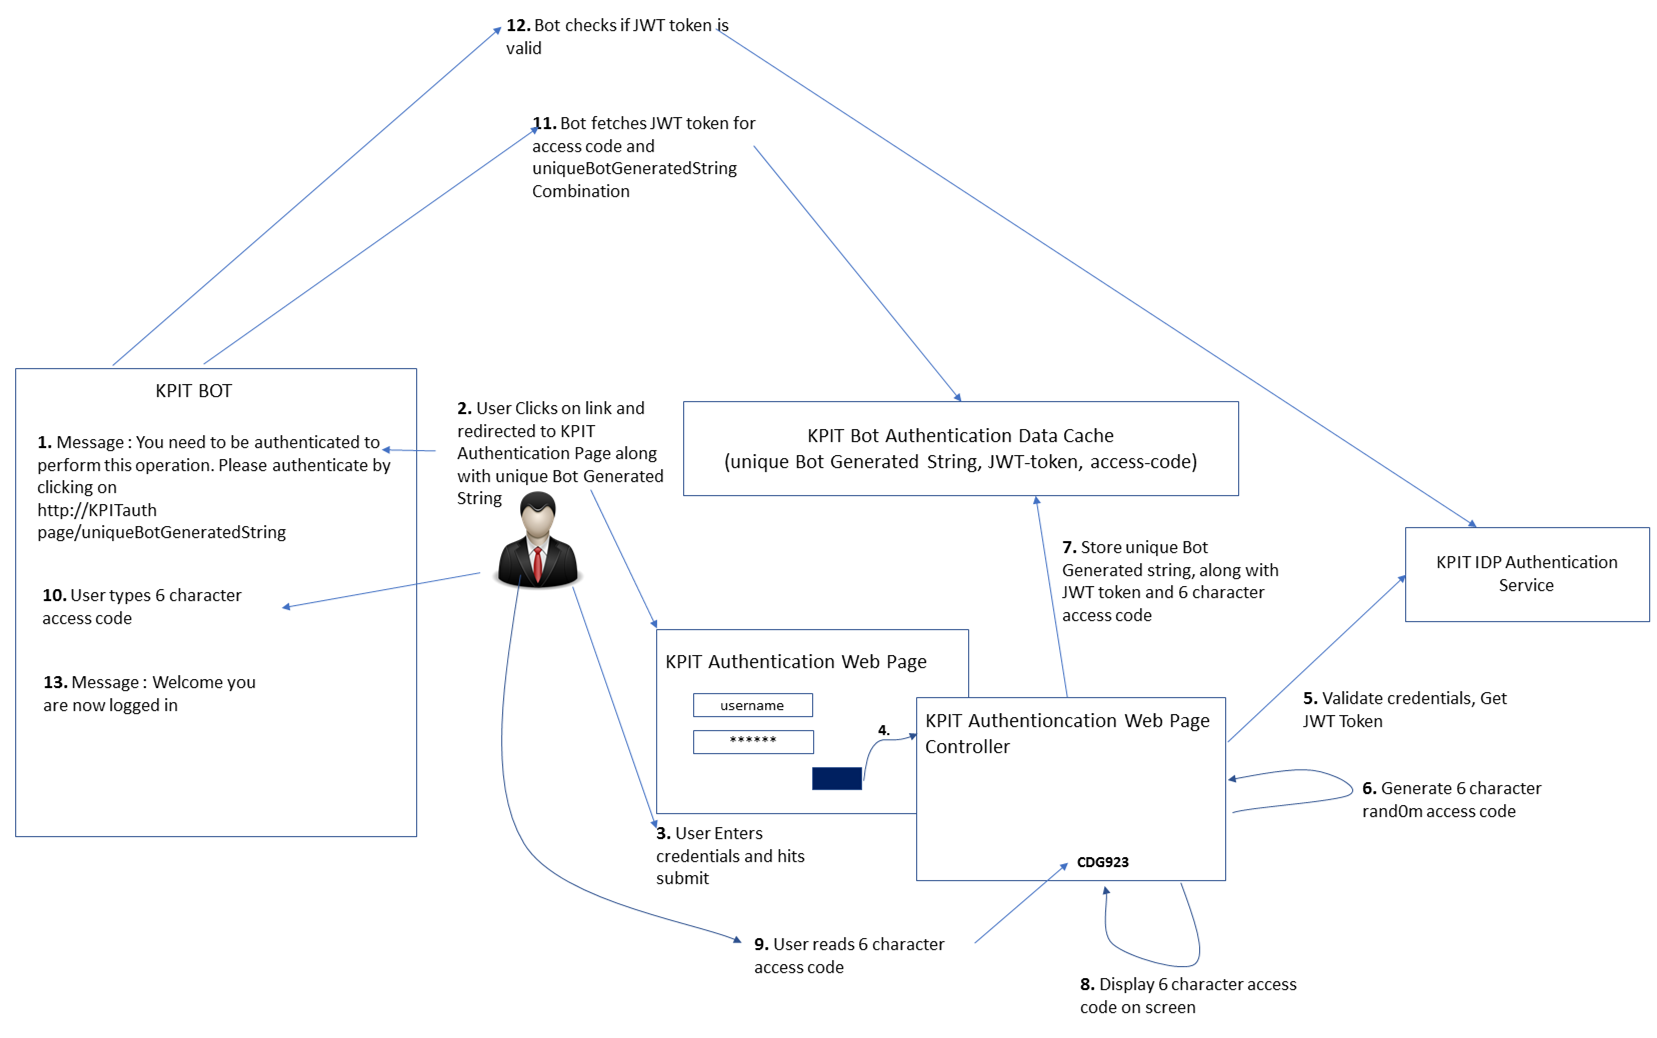 12. Bot checks if JWT token is
valid
11. Bot fetches JWT token for
access code and
uniqueBotGeneratedString
Combination
KPIT BOT
1. Message : You need to be authenticated to
perform this operation. Please authenticate by
clicking on
http://KPITauth
page/uniqueBotGeneratedString
10. User types 6 character
access code
13. Message : Welcome you
are now logged in
2. User Clicks on link and
redirected to KPIT
Authentication Page along
with unique Bot Generated
String
KPIT Bot Authentication Data Cache
(unique Bot Generated String, JWT-token, access-code)
7. Store unique Bot
Generated string, along with
JWT token and 6 character
access code
KPIT IDP Authentication
Service
KPIT Authentication Web Page
username
******
4.
KPIT Authentioncation Web Page
Controller
CDG923
5. Validate credentials, Get
JWT Token
6. Generate 6 character
rand0m access code
3. User Enters
credentials and hits
submit
9. User reads 6 character
access code
8. Display 6 character access
code on screen